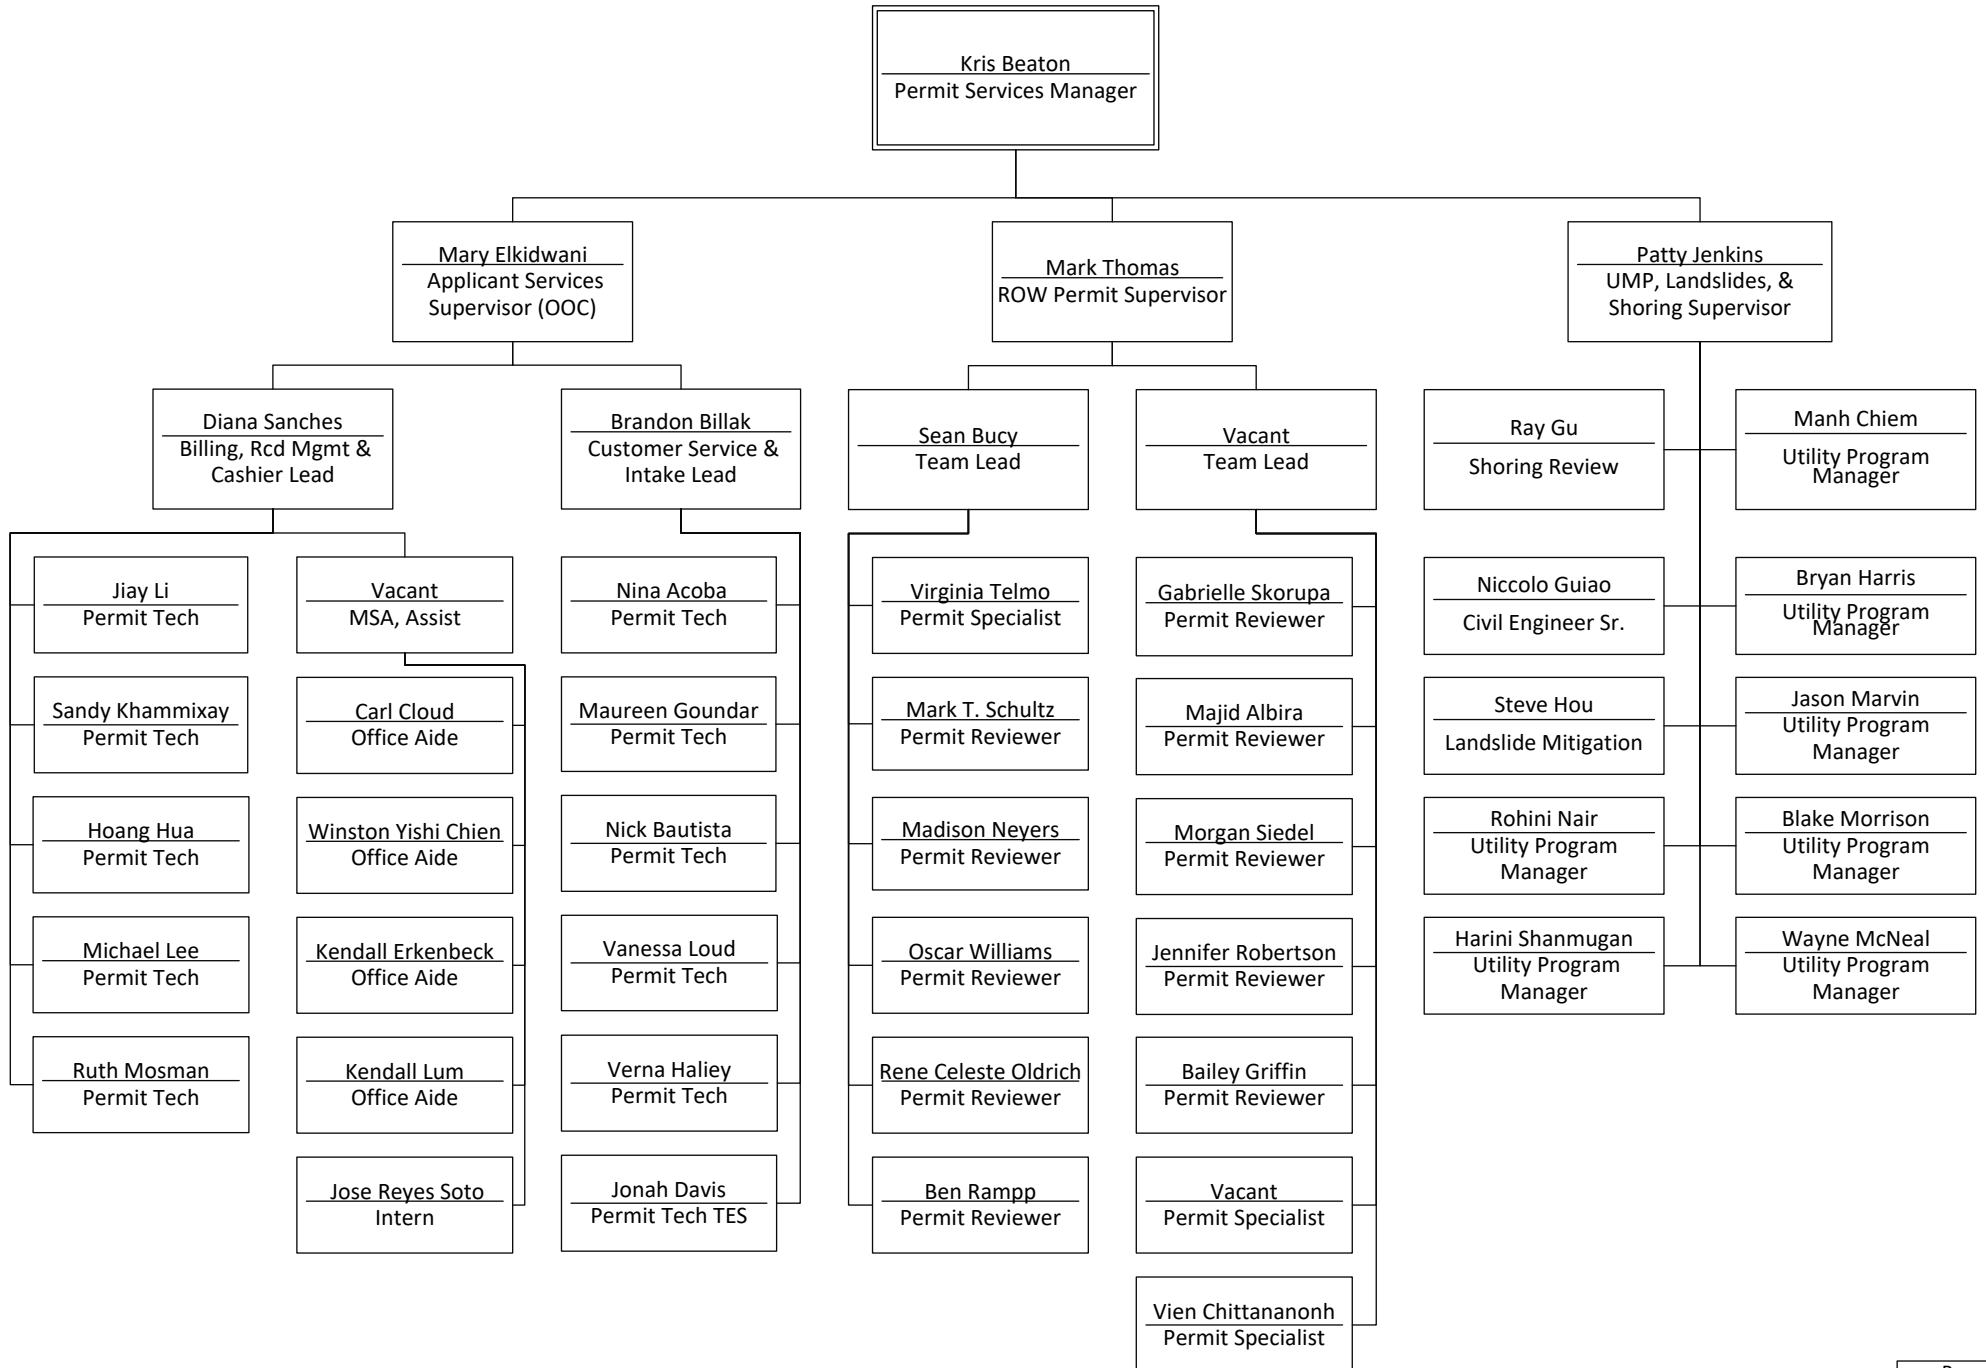 Kris Beaton
Permit Services Manager
Mary Elkidwani
Applicant Services
Supervisor (OOC)
Mark Thomas
ROW Permit Supervisor
Patty Jenkins
UMP, Landslides, &
Shoring Supervisor
Diana Sanches
Billing, Rcd Mgmt &
Cashier Lead
Brandon Billak
Customer Service &
Intake Lead
Sean Bucy
Team Lead
Vacant
Team Lead
Ray Gu
Shoring Review
Manh Chiem
Utility Program
Manager
Jiay Li
Permit Tech
Vacant
MSA, Assist
Nina Acoba
Permit Tech
Virginia Telmo
Permit Specialist
Gabrielle Skorupa
Permit Reviewer
Niccolo Guiao
Civil Engineer Sr.
Bryan Harris
Utility Program
Manager
Sandy Khammixay
Permit Tech
Carl Cloud
Office Aide
Maureen Goundar
Permit Tech
Mark T. Schultz
Permit Reviewer
Majid Albira
Permit Reviewer
Steve Hou
Landslide Mitigation
Jason Marvin
Utility Program
Manager
Hoang Hua
Permit Tech
Winston Yishi Chien
Office Aide
Nick Bautista
Permit Tech
Madison Neyers
Permit Reviewer
Morgan Siedel
Permit Reviewer
Rohini Nair
Utility Program
Manager
Blake Morrison
Utility Program
Manager
Michael Lee
Permit Tech
Kendall Erkenbeck
Office Aide
Vanessa Loud
Permit Tech
Oscar Williams
Permit Reviewer
Jennifer Robertson
Permit Reviewer
Harini Shanmugan
Utility Program
Manager
Wayne McNeal
Utility Program
Manager
Ruth Mosman
Permit Tech
Kendall Lum
Office Aide
Verna Haliey
Permit Tech
Rene Celeste Oldrich
Permit Reviewer
Bailey Griffin
Permit Reviewer
Jose Reyes Soto
Intern
Jonah Davis
Permit Tech TES
Ben Rampp
Permit Reviewer
Vacant
Permit Specialist
Vien Chittananonh
Permit Specialist